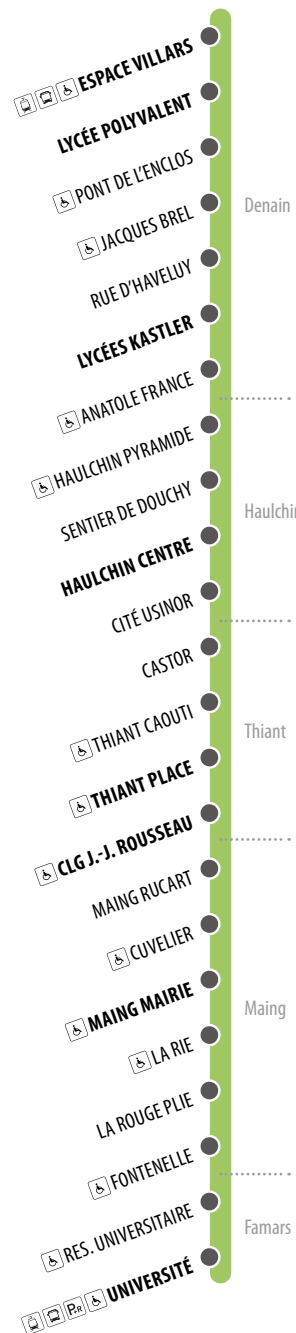 ESPACE VILLARS
LYCÉE POLYVALENT
PONT DE L'ENCLOS
JACQUES BREL
Denain
RUE D'HAVELUY
LYCÉES KASTLER
ANATOLE FRANCE
HAULCHIN PYRAMIDE
SENTIER DE DOUCHY
Haulchin
HAULCHIN CENTRE
CITÉ USINOR
CASTOR
THIANT CAOUTI
Thiant
THIANT PLACE
CLG J.-J. ROUSSEAU
MAING RUCART
CUVELIER
MAING MAIRIE
Maing
LA RIE
LA ROUGE PLIE
FONTENELLE
RES. UNIVERSITAIRE
Famars
P+R UNIVERSITÉ